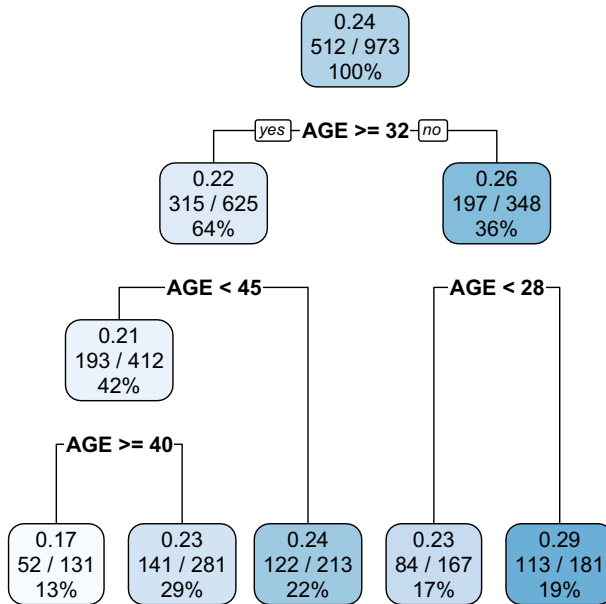 0.24
512 / 973
100%
yes AGE >= 32 no
0.22
315 / 625
64%
0.26
197 / 348
36%
AGE < 45
AGE < 28
0.21
193 / 412
42%
AGE >= 40
0.17
52 / 131
13%
0.23
141 / 281
29%
0.24
122 / 213
22%
0.23
84 / 167
17%
0.29
113 / 181
19%